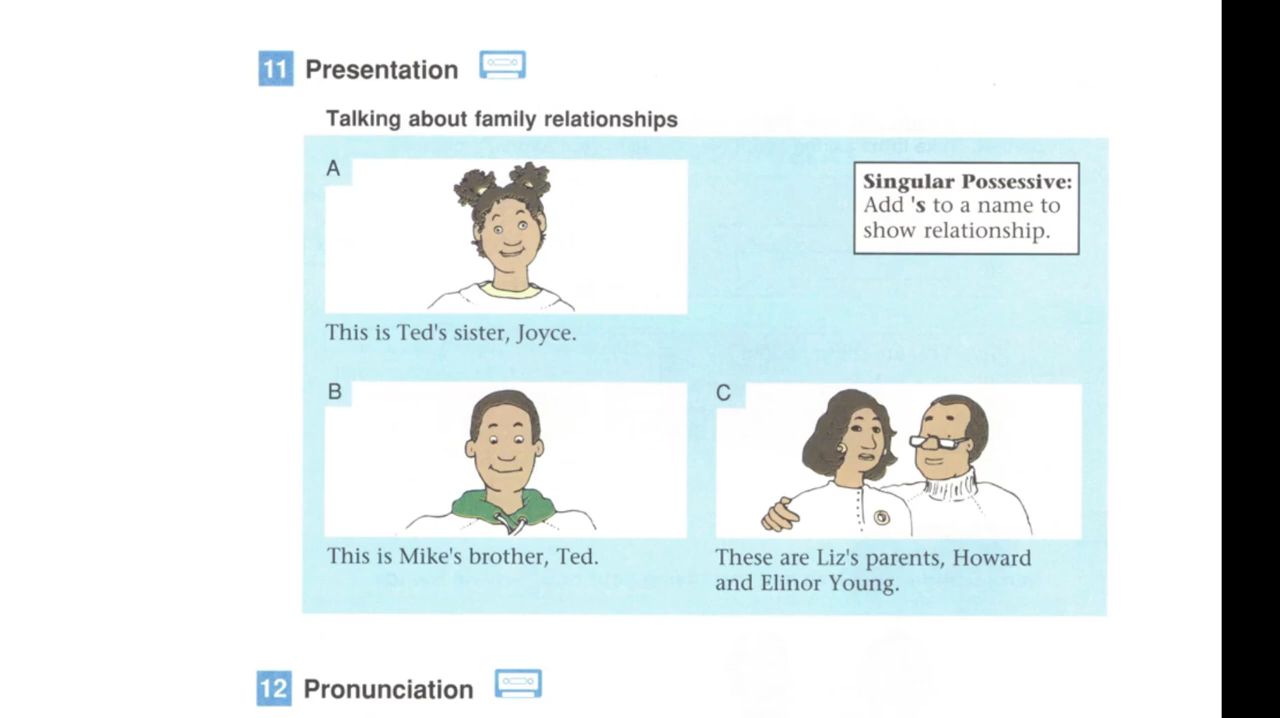 11 Presentation
Talking about family relationships
A
Singular Possessive:
Add 's to a name to
show relationship.
This is Ted's sister, Joyce.
B
This is Mike's brother, Ted.
C
These are Liz's parents, Howard
and Elinor Young.
12 Pronunciation